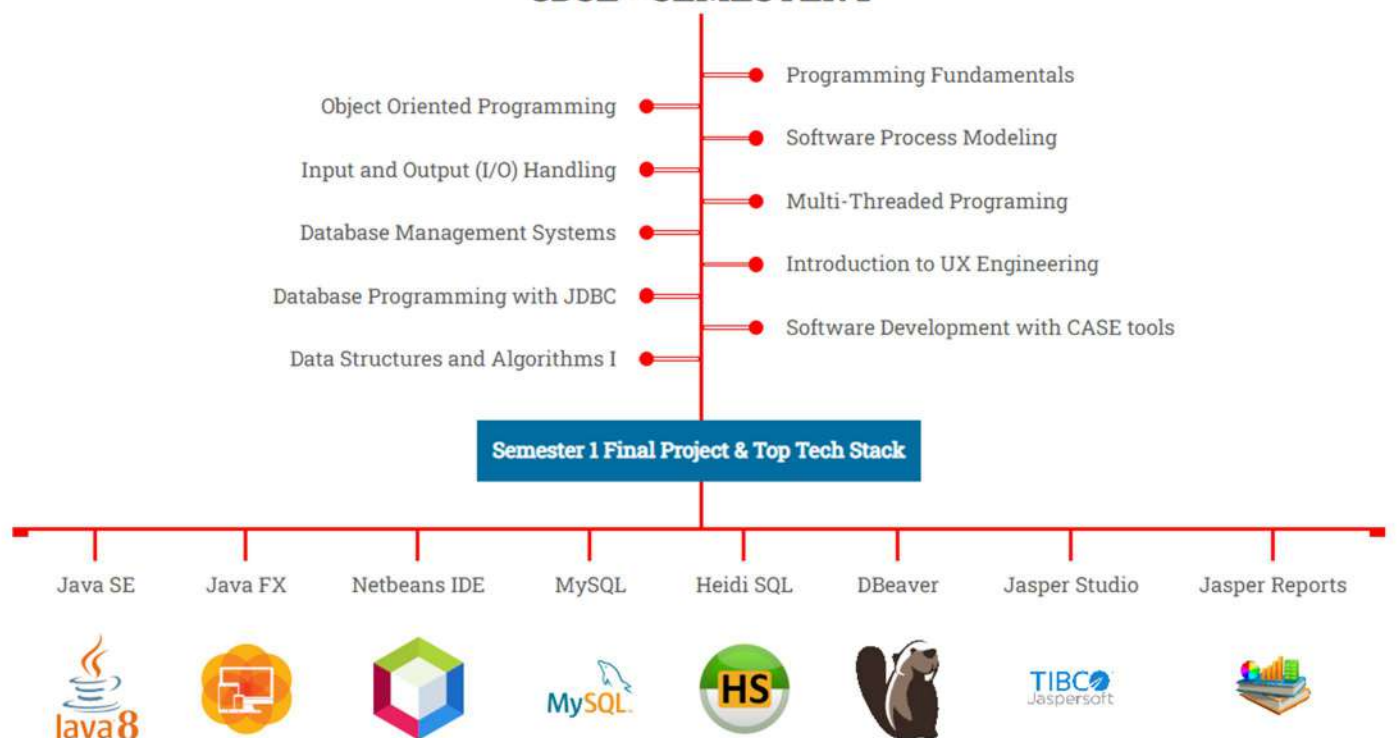 Programming Fundamentals
Object Oriented Programming
Software Process Modeling
Input and Output (I/O) Handling
Multi-Threaded Programing
Database Management Systems
Introduction to UX Engineering
Database Programming with JDBC
Software Development with CASE tools
Data Structures and Algorithms I
Semester 1 Final Project & Top Tech Stack
Java SE
Java FX
Netbeans IDE
MySQL
Heidi SQL
DBeaver
Jasper Studio
Jasper Reports
Java 8
MySQL
HS
TIBCO
Jaspersoft